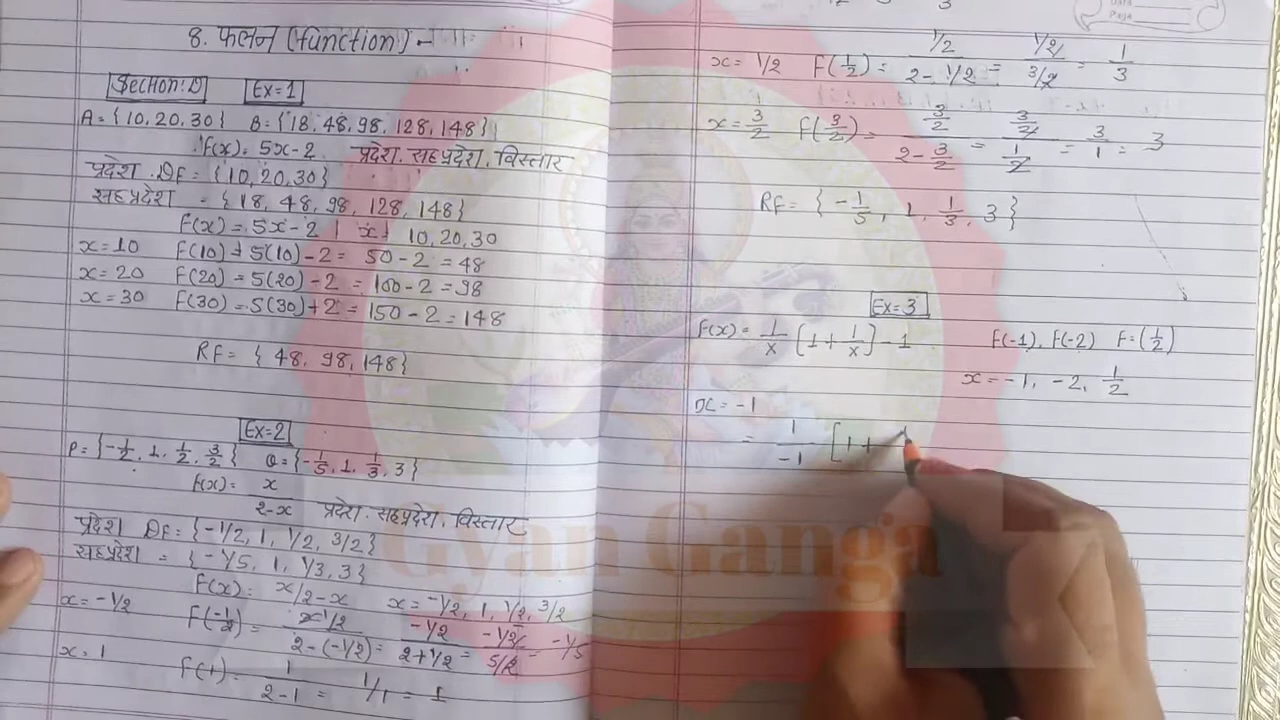 8. फलन (function) -
Section: D Ex=1
A = {10, 20, 30} B = {18, 48, 98, 128, 148}
f(x) = 5x-2 प्रदेश. सहप्रदेश. विस्तार
प्रदेश. DF = {10, 20, 30}
सहप्रदेश = {18, 48, 98, 128, 148}
f(x) = 5x-2 | x = 10, 20, 30
x=10 F(10) = 5(10)-2 = 50-2 = 48
x=20 F(20) = 5(20)-2 = 100-2 = 98
x=30 F(30) = 5(30)+2 = 150-2 = 148
RF = {48, 98, 148}
Ex=2
P = {-1/2, 1, 1/2, 3/2} Q = {-1/5, 1, 1/3, 3}
f(x) = x/2-x प्रदेश. सहप्रदेश. विस्तार
प्रदेश DF = {-1/2, 1, 1/2, 3/2}
सहप्रदेश = {-1/5, 1, 1/3, 3}
F(x) = x/2-x x = -1/2, 1, 1/2, 3/2
x = -1/2 F(-1/2) = -1/2 / 2-(-1/2) = -1/2 / 2+1/2 = -1/2 / 5/2 = -1/5
x = 1 F(1) = 1 / 2-1 = 1/1 = 1
x = 1/2 F(1/2) = 1/2 / 2-1/2 = 1/2 / 3/2 = 1/3
x = 3/2 F(3/2) = 3/2 / 2-3/2 = 3/2 / 1/2 = 3/1 = 3
RF = {-1/5, 1, 1/3, 3}
Ex=3
f(x) = 1/x [1 + 1/x] - 1 F(-1), F(-2) F=(1/2)
x = -1, -2, 1/2
x = -1
= 1/-1 [1 +
Gyan Ganga